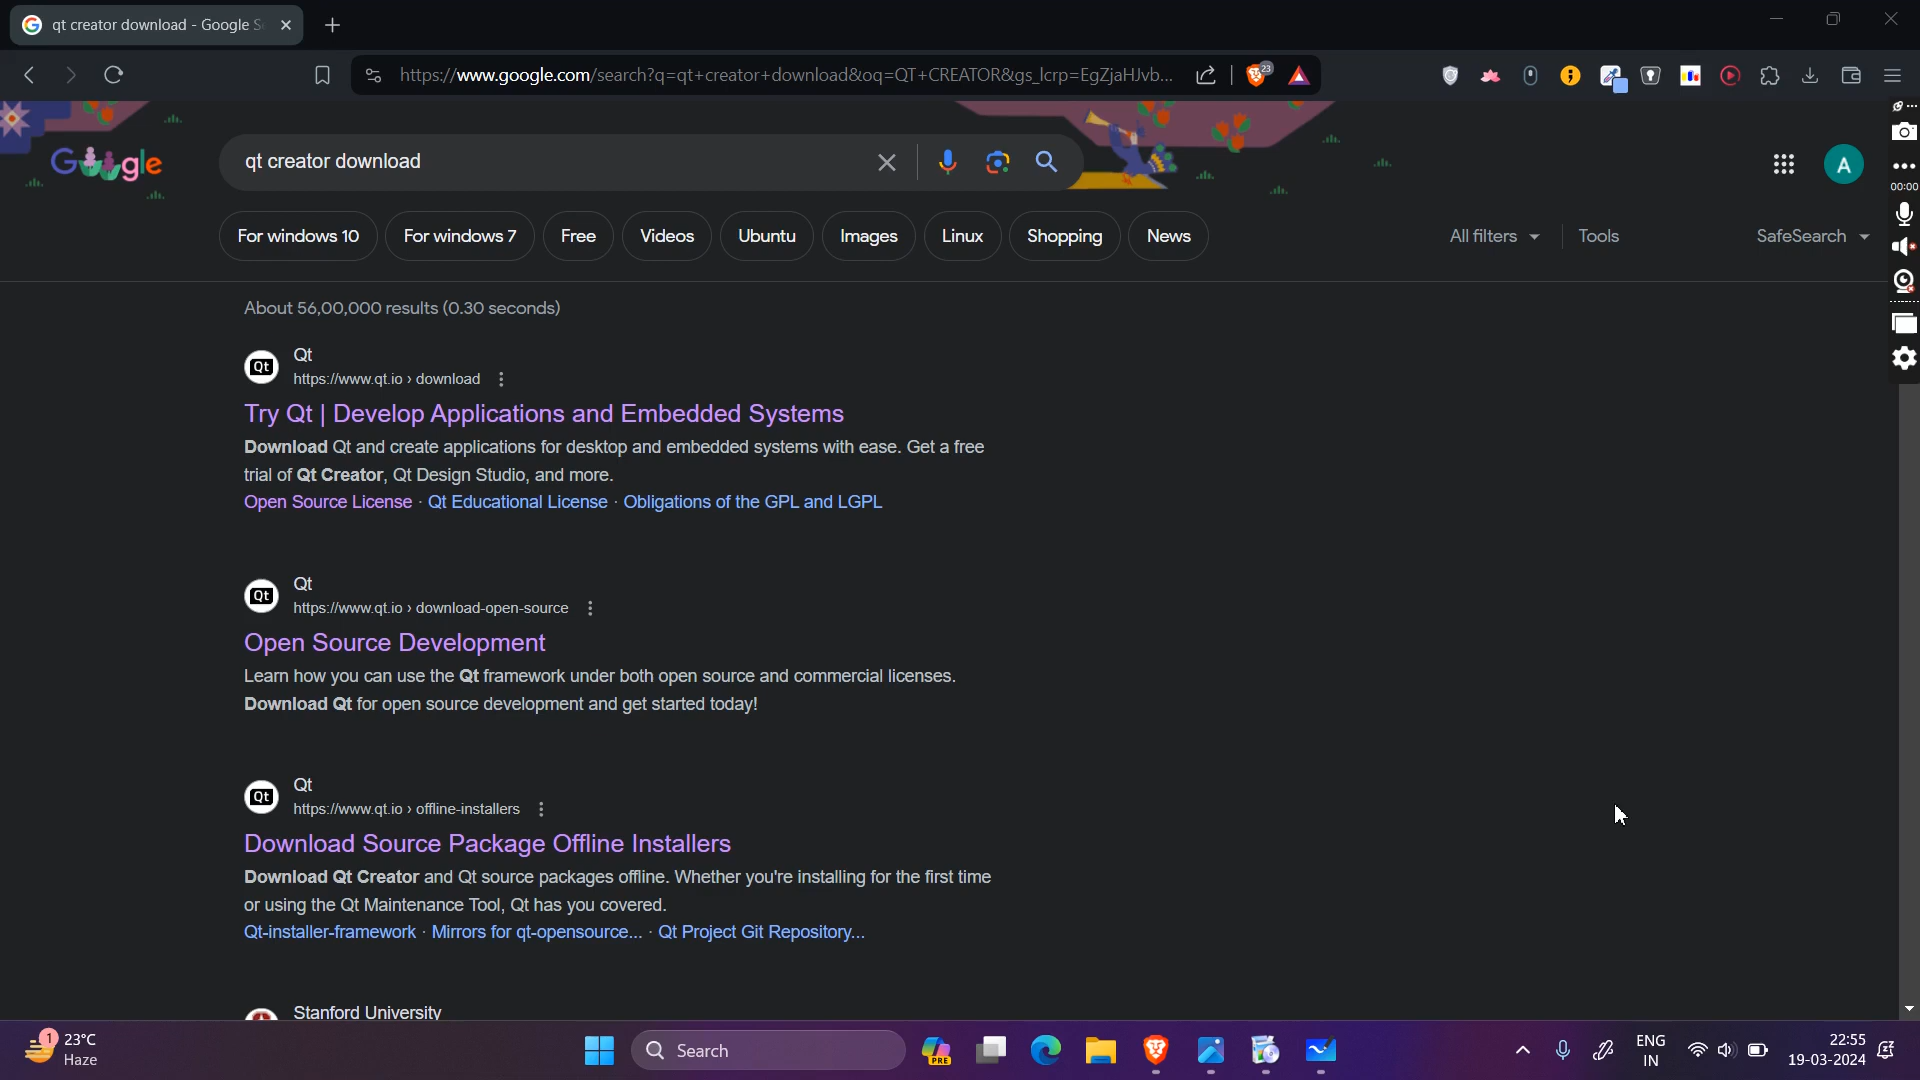 qt creator download - Google S
https://www.google.com/search?q=qt+creator+download&oq=QT+CREATOR&gs_lcrp=EgZjaHJvb...
23
Google
qt creator download
A
00:00
For windows 10
For windows 7
Free
Videos
Ubuntu
Images
Linux
Shopping
News
All filters
Tools
SafeSearch
About 56,00,000 results (0.30 seconds)
Qt
Qt
https://www.qt.io › download
Try Qt | Develop Applications and Embedded Systems
Download Qt and create applications for desktop and embedded systems with ease. Get a free
trial of Qt Creator, Qt Design Studio, and more.
Open Source License · Qt Educational License · Obligations of the GPL and LGPL
Qt
Qt
https://www.qt.io › download-open-source
Open Source Development
Learn how you can use the Qt framework under both open source and commercial licenses.
Download Qt for open source development and get started today!
Qt
Qt
https://www.qt.io › offline-installers
Download Source Package Offline Installers
Download Qt Creator and Qt source packages offline. Whether you're installing for the first time
or using the Qt Maintenance Tool, Qt has you covered.
Qt-installer-framework · Mirrors for qt-opensource... · Qt Project Git Repository...
Stanford University
1
23°C
Haze
Search
PRE
ENG
IN
22:55
19-03-2024